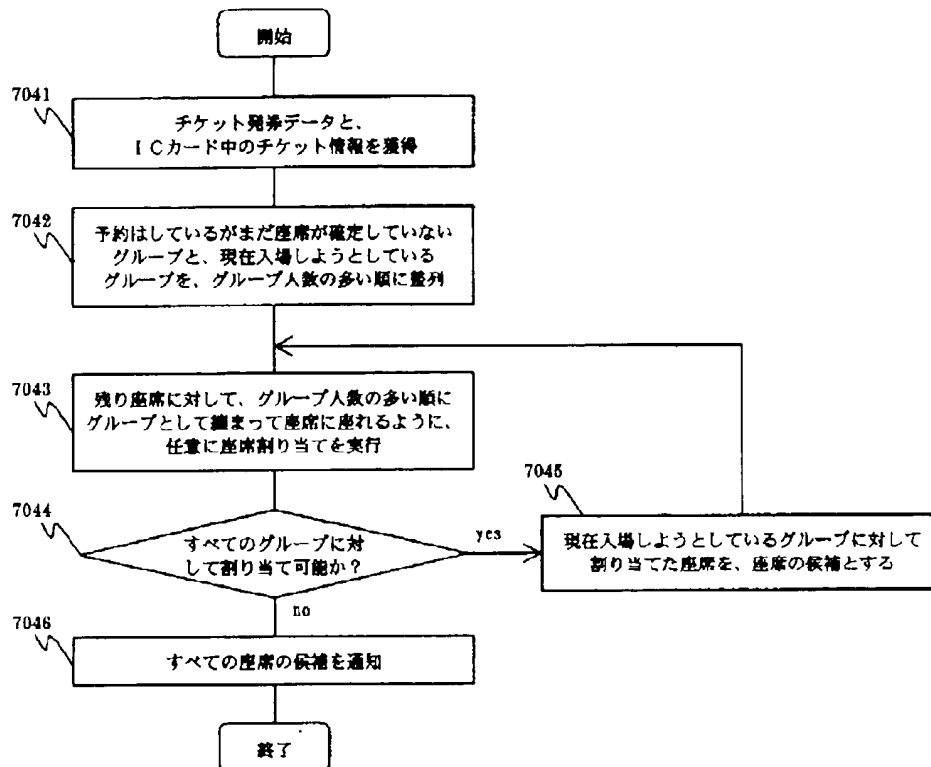 開始
7041
チケット発券データと、
ICカード中のチケット情報を獲得
7042
予約はしているがまだ座席が確定していない
グループと、現在入場しようとしている
グループを、グループ人数の多い順に整列
7043
残り座席に対して、グループ人数の多い順に
グループとして纏まって座席に座れるように、
任意に座席割り当てを実行
7044
すべてのグループに対
して割り当て可能か？
yes
7045
現在入場しようとしているグループに対して
割り当てた座席を、座席の候補とする
no
7046
すべての座席の候補を通知
終了